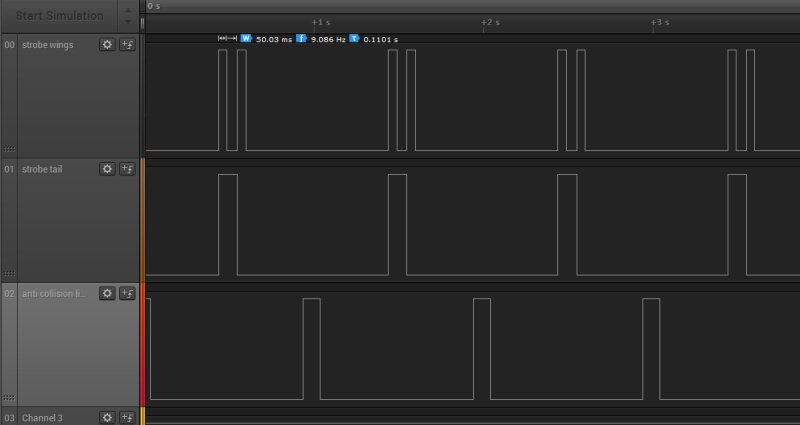 Start Simulation
0 s
+1 s
+2 s
+3 s
00 strobe wings
W 50.03 ms f 9.086 Hz T 0.1101 s
01 strobe tail
02 anti collision li...
03 Channel 3